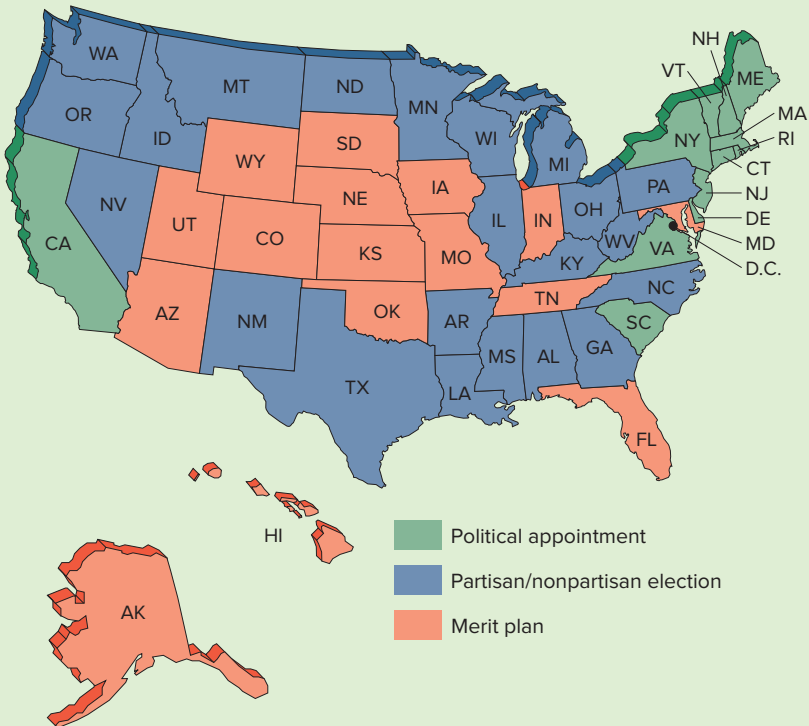 WA
OR
ID
MT
ND
MN
WI
MI
NH
VT
ME
MA
RI
NY
CT
NJ
DE
MD
D.C.
PA
WY
SD
NE
IA
IL
IN
OH
WV
VA
NV
UT
CO
KS
MO
KY
NC
CA
AZ
NM
OK
AR
TN
SC
TX
LA
MS
AL
GA
FL
HI
AK
Political appointment
Partisan/nonpartisan election
Merit plan